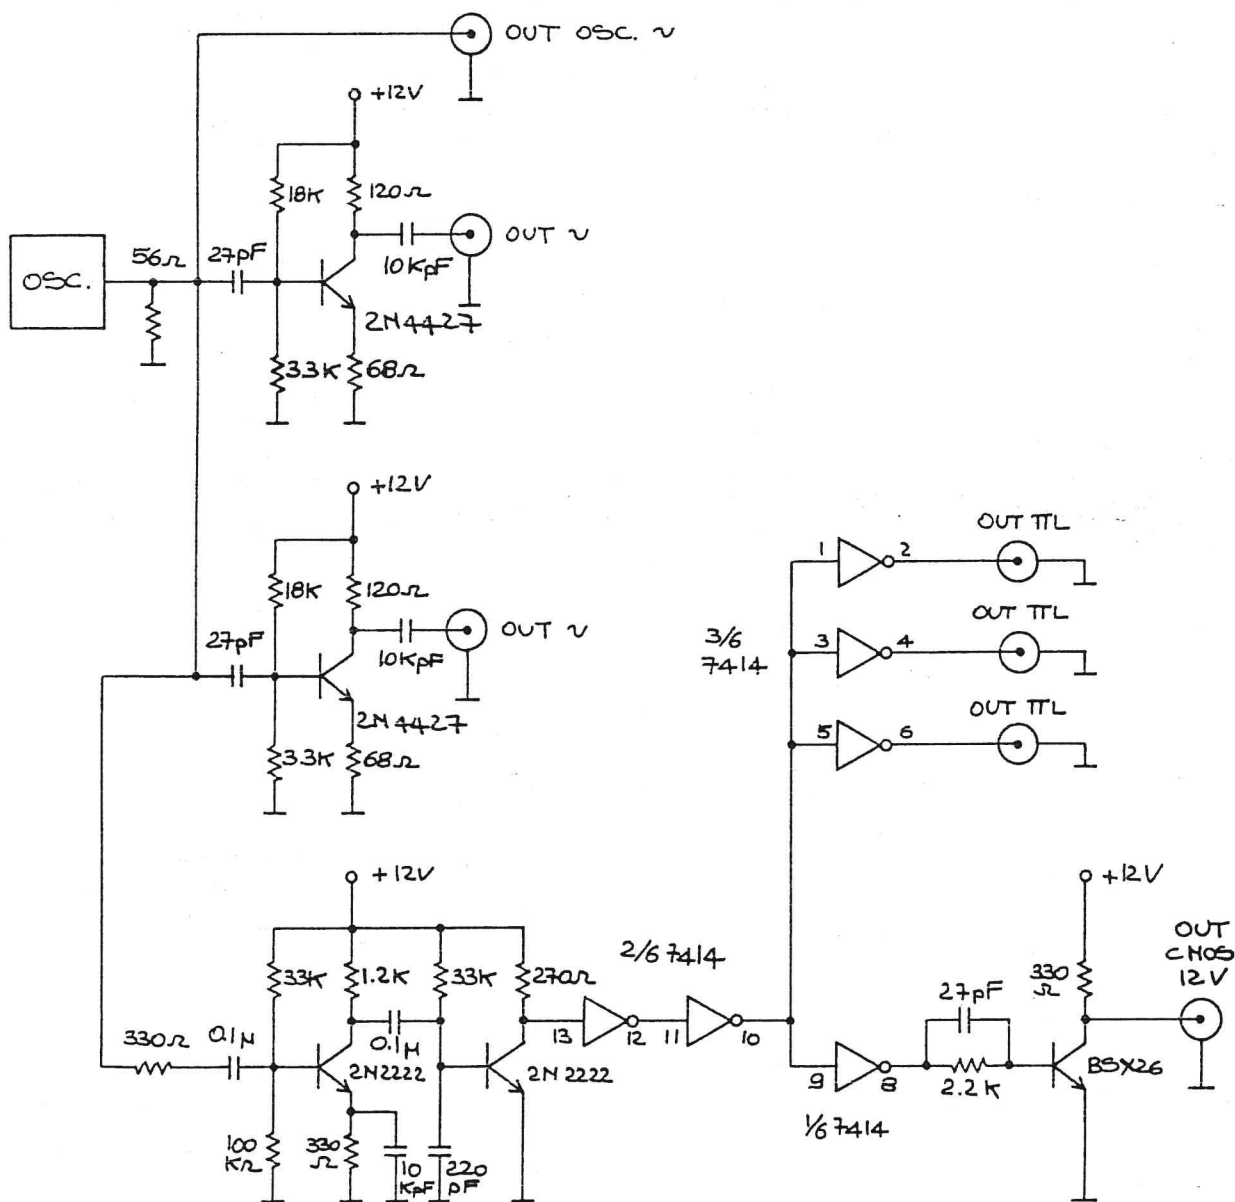 OUT OSC. ~
+12V
18K
120Ω
OSC.
56Ω
27pF
10KpF
OUT ~
2N4427
3.3K
68Ω
+12V
18K
120Ω
27pF
10KpF
OUT ~
2N4427
3.3K
68Ω
OUT TTL
1
2
3/6
7414
OUT TTL
3
4
OUT TTL
5
6
+12V
33K
1.2K
33K
270Ω
2/6 7414
330Ω
0.1µ
0.1µ
2N2222
2N2222
13
12
11
10
100
KΩ
330
Ω
10
KpF
220
pF
9
8
1/6 7414
27pF
2.2K
+12V
330
Ω
OUT
CMOS
12V
BSX26